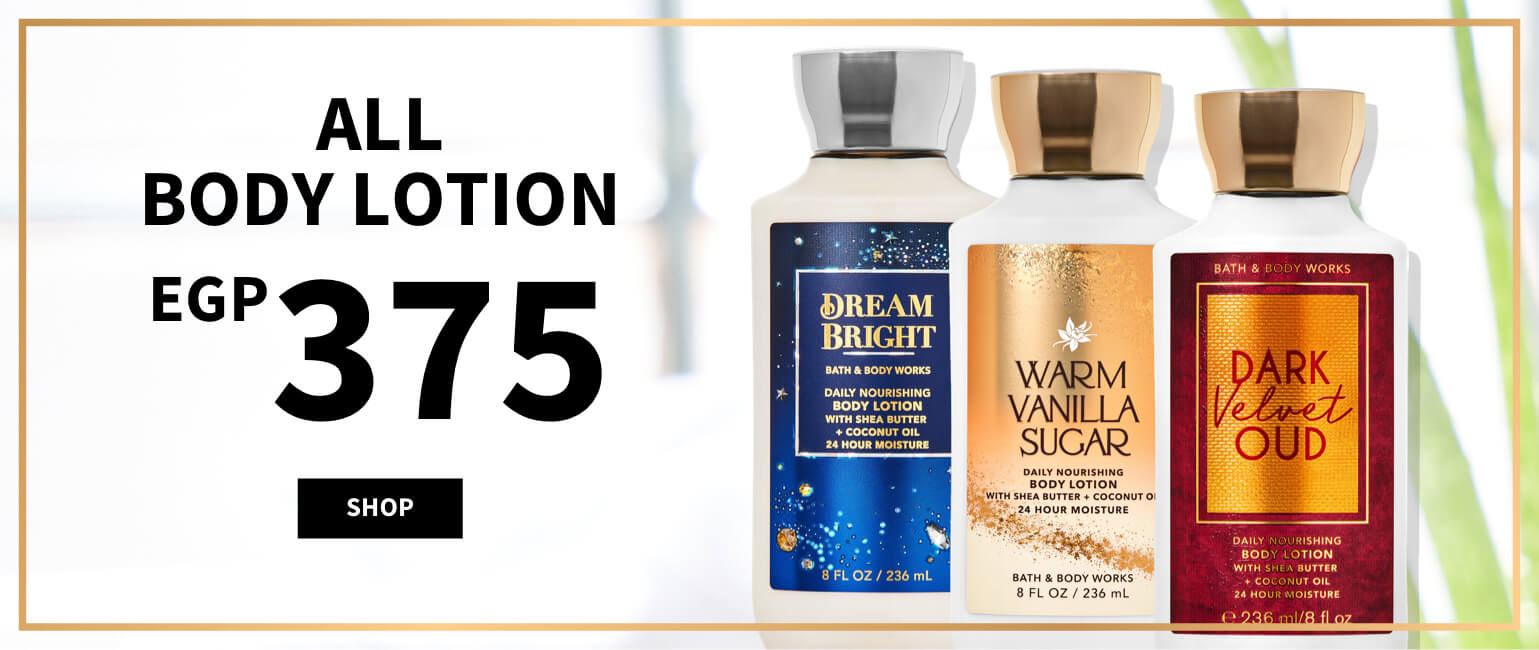 ALL
BODY LOTION
EGP 375
SHOP
DREAM
BRIGHT
BATH & BODY WORKS
DAILY NOURISHING
BODY LOTION
WITH SHEA BUTTER
+ COCONUT OIL
24 HOUR MOISTURE
8 FL OZ / 236 mL
WARM
VANILLA
SUGAR
DAILY NOURISHING
BODY LOTION
WITH SHEA BUTTER + COCONUT O
24 HOUR MOISTURE
BATH & BODY WORKS
8 FL OZ / 236 mL
BATH & BODY WORKS
DARK
Velvet
OUD
DAILY NOURISHING
BODY LOTION
WITH SHEA BUTTER
+ COCONUT OIL
24 HOUR MOISTURE
℮ 236 ml/8 fl oz